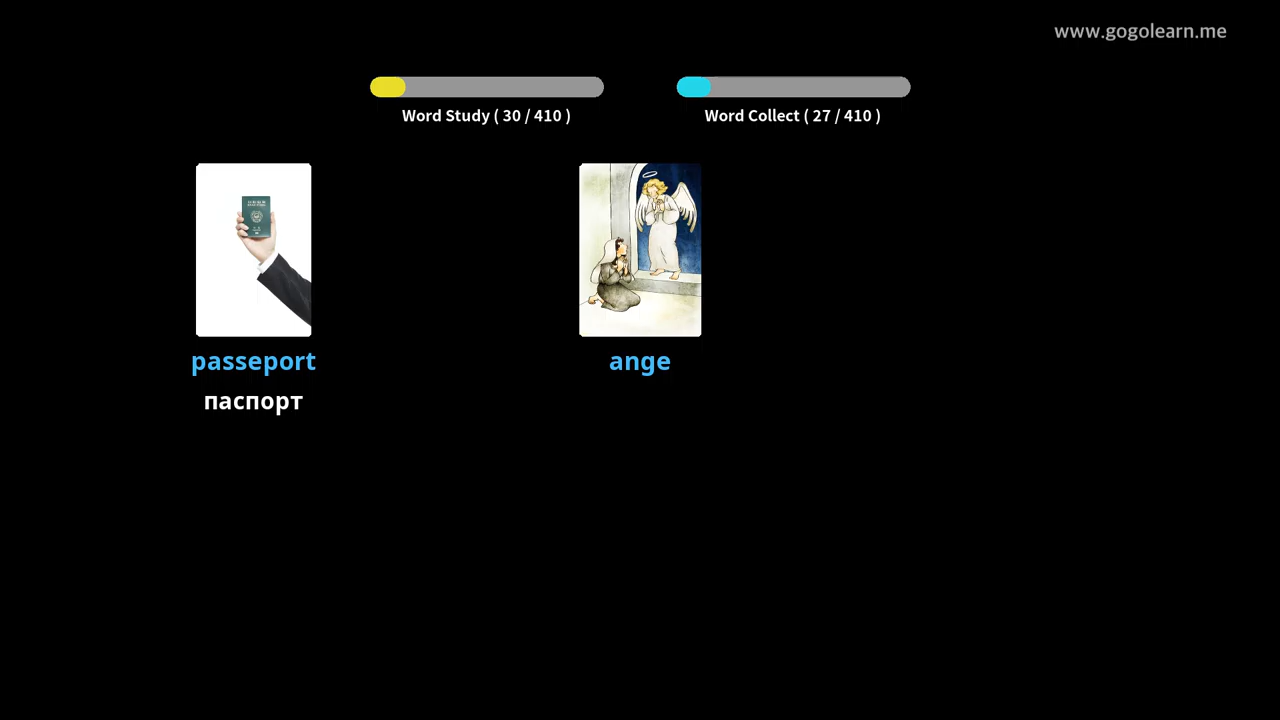 www.gogolearn.me
Word Study ( 30 / 410 )
Word Collect ( 27 / 410 )
passeport
ange
паспорт